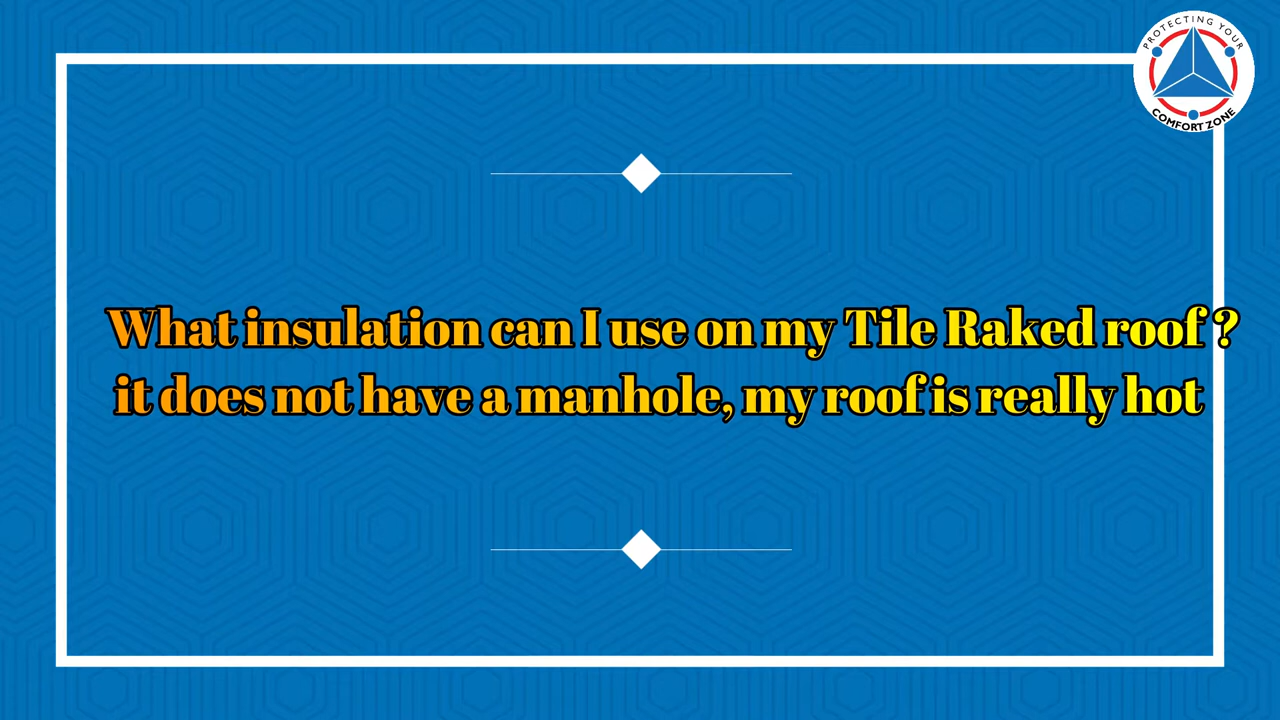 PROTECTING YOUR
COMFORT ZONE
What insulation can I use on my Tile Raked roof ?
it does not have a manhole, my roof is really hot